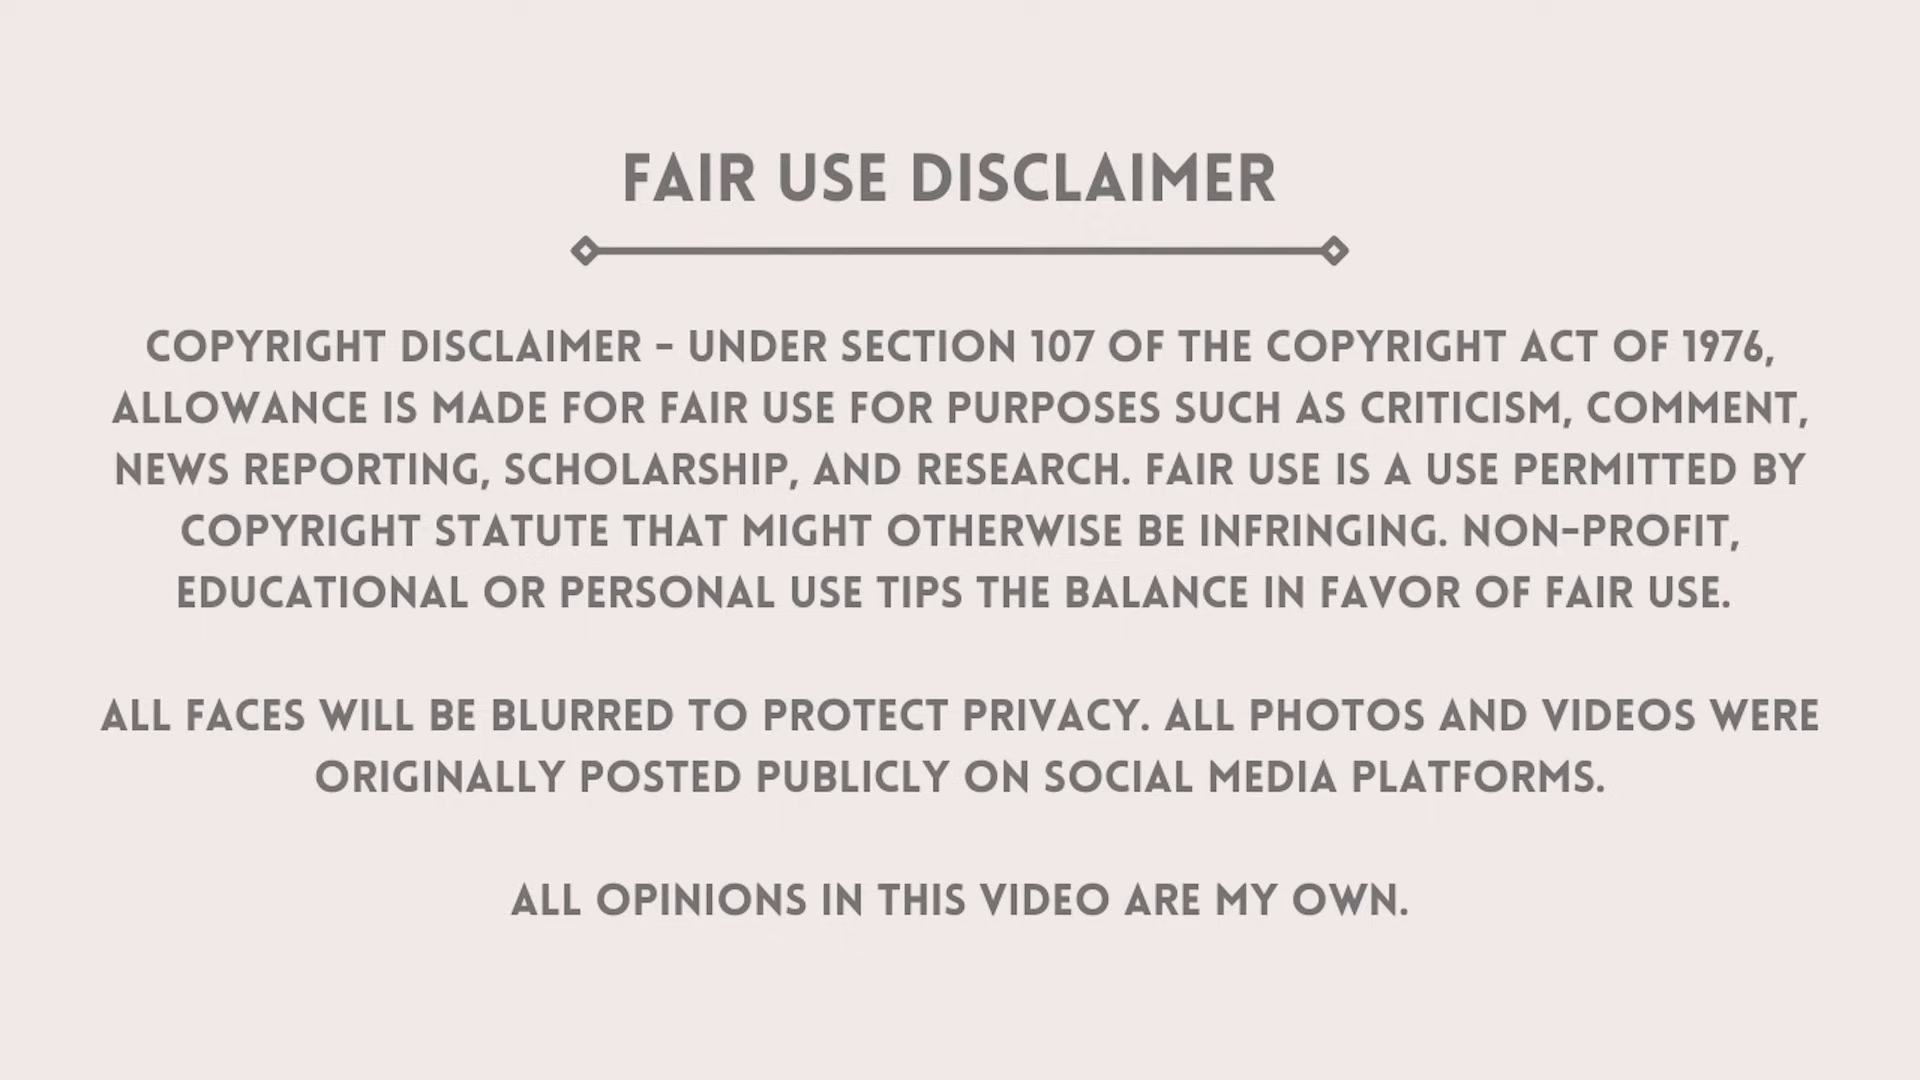 FAIR USE DISCLAIMER
COPYRIGHT DISCLAIMER - UNDER SECTION 107 OF THE COPYRIGHT ACT OF 1976,
ALLOWANCE IS MADE FOR FAIR USE FOR PURPOSES SUCH AS CRITICISM, COMMENT,
NEWS REPORTING, SCHOLARSHIP, AND RESEARCH. FAIR USE IS A USE PERMITTED BY
COPYRIGHT STATUTE THAT MIGHT OTHERWISE BE INFRINGING. NON-PROFIT,
EDUCATIONAL OR PERSONAL USE TIPS THE BALANCE IN FAVOR OF FAIR USE.
ALL FACES WILL BE BLURRED TO PROTECT PRIVACY. ALL PHOTOS AND VIDEOS WERE
ORIGINALLY POSTED PUBLICLY ON SOCIAL MEDIA PLATFORMS.
ALL OPINIONS IN THIS VIDEO ARE MY OWN.